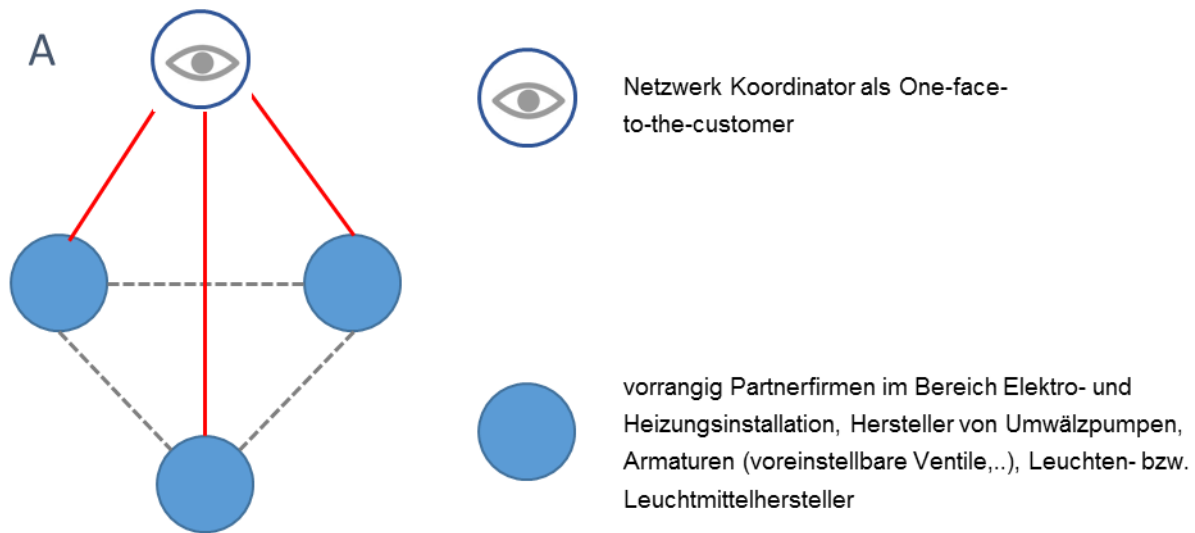 A
Netzwerk Koordinator als One-face-
to-the-customer
vorrangig Partnerfirmen im Bereich Elektro- und
Heizungsinstallation, Hersteller von Umwälzpumpen,
Armaturen (voreinstellbare Ventile,..), Leuchten- bzw.
Leuchtmittelhersteller